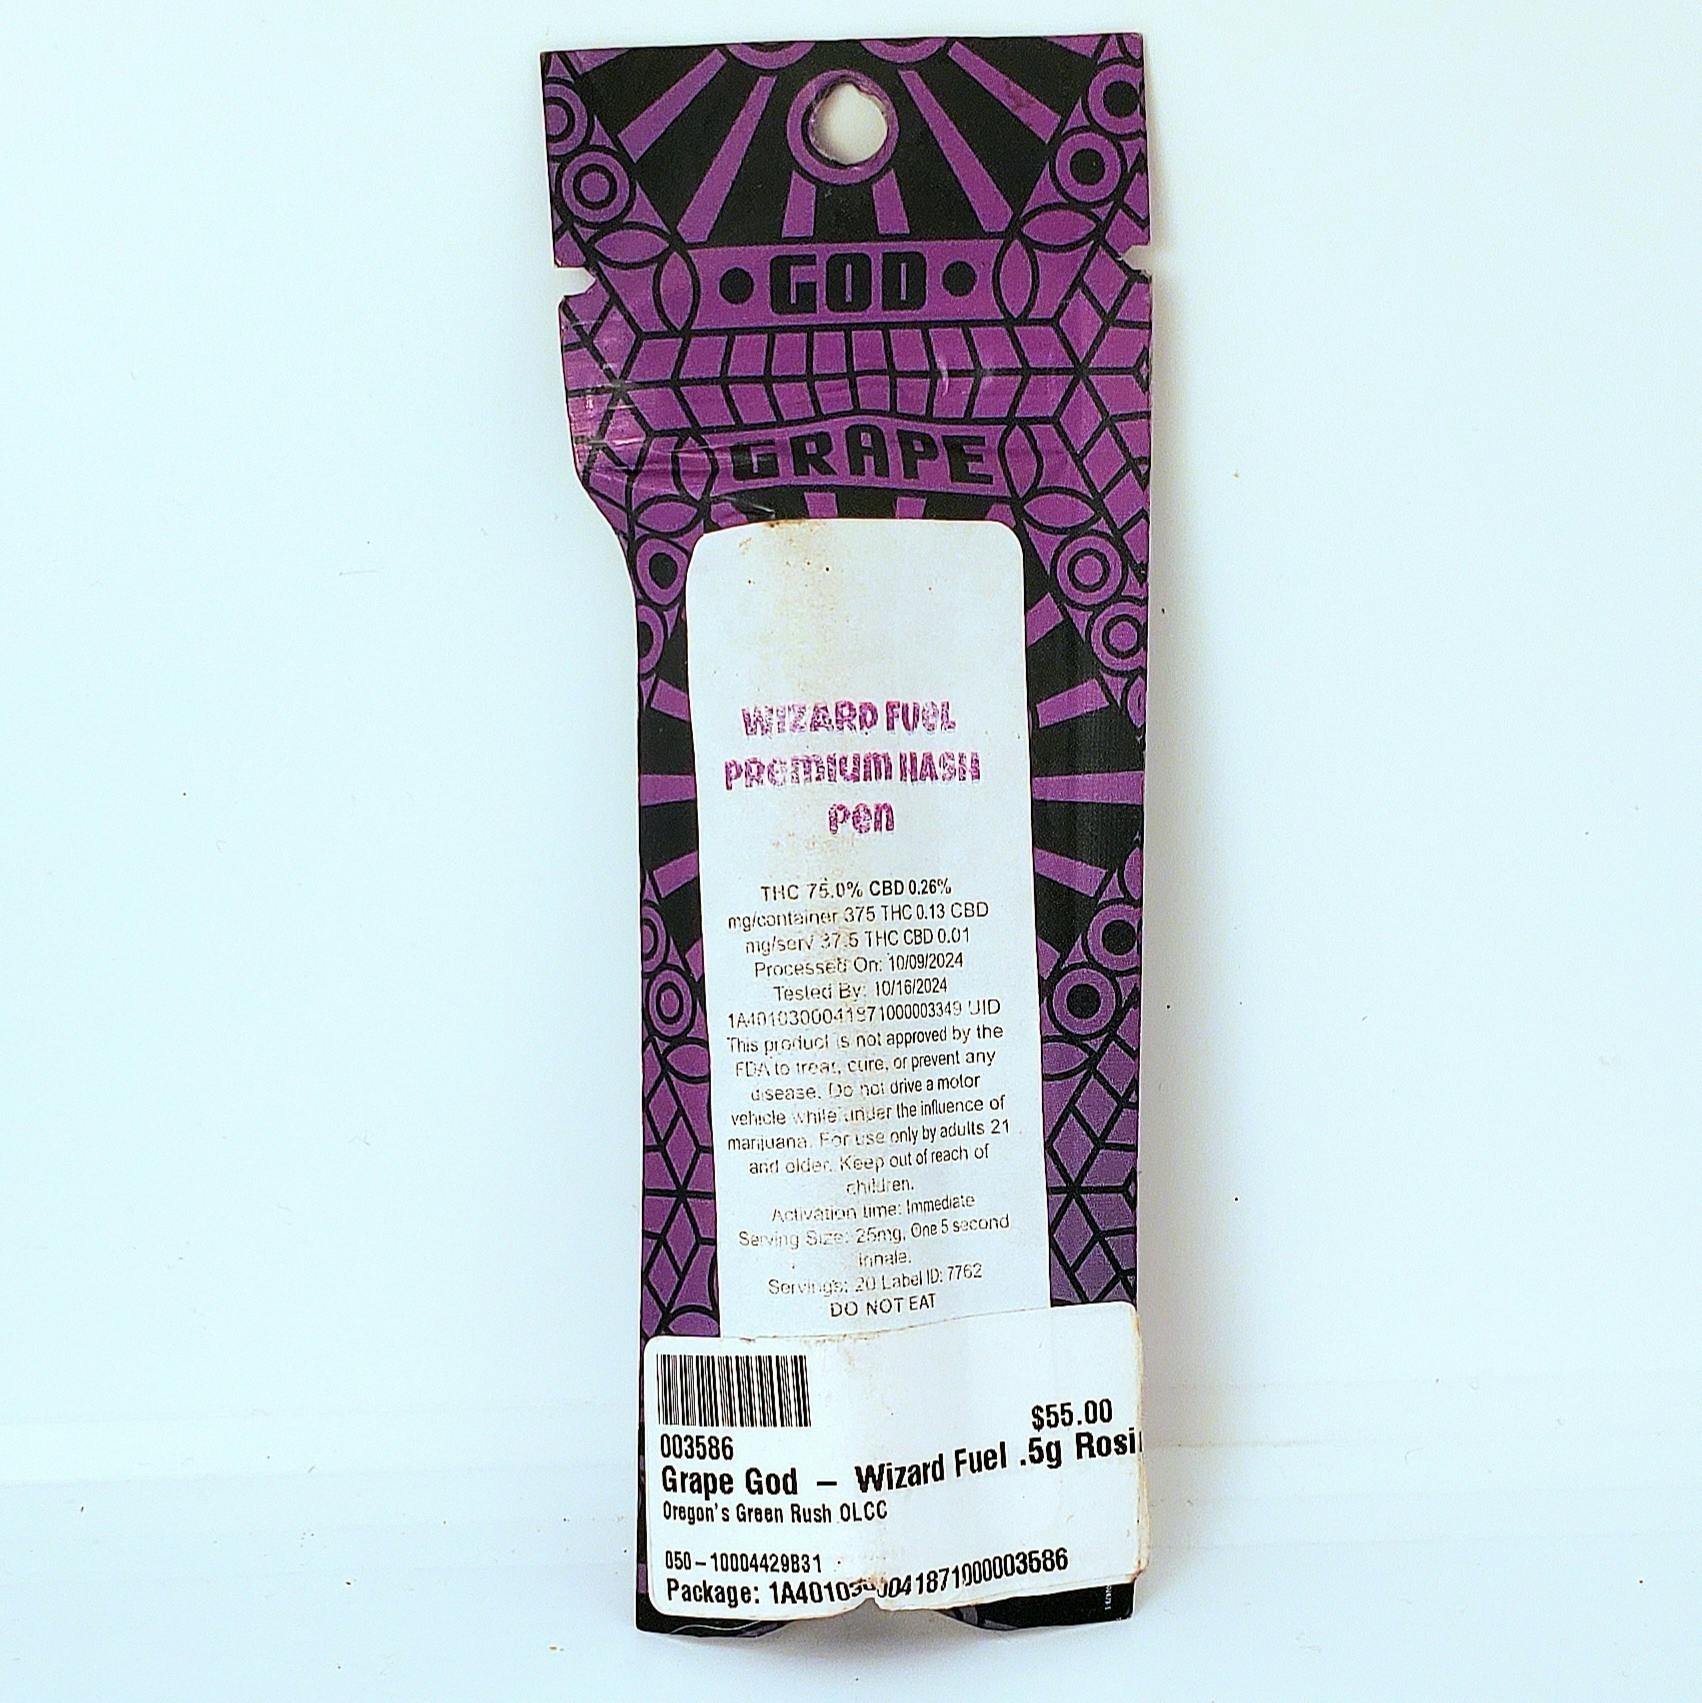 • GOD •
GRAPE
WIZARD FUEL
PREMIUM HASH
Pen
THC 75.0% CBD 0.26%
mg/container 375 THC 0.13 CBD
mg/serv 37.5 THC CBD 0.01
Processed On: 10/09/2024
Tested By: 10/16/2024
1A4010300041871000003349 UID
This product is not approved by the
FDA to treat, cure, or prevent any
disease. Do not drive a motor
vehicle while under the influence of
marijuana. For use only by adults 21
and older. Keep out of reach of
children.
Activation time: Immediate
Serving Size: 25mg, One 5 second
inhale.
Servings: 20 Label ID: 7762
DO NOT EAT
$55.00
003586
Grape God – Wizard Fuel .5g Rosi
Oregon's Green Rush OLCC
050-10004429B31
Package: 1A4010300041871000003586